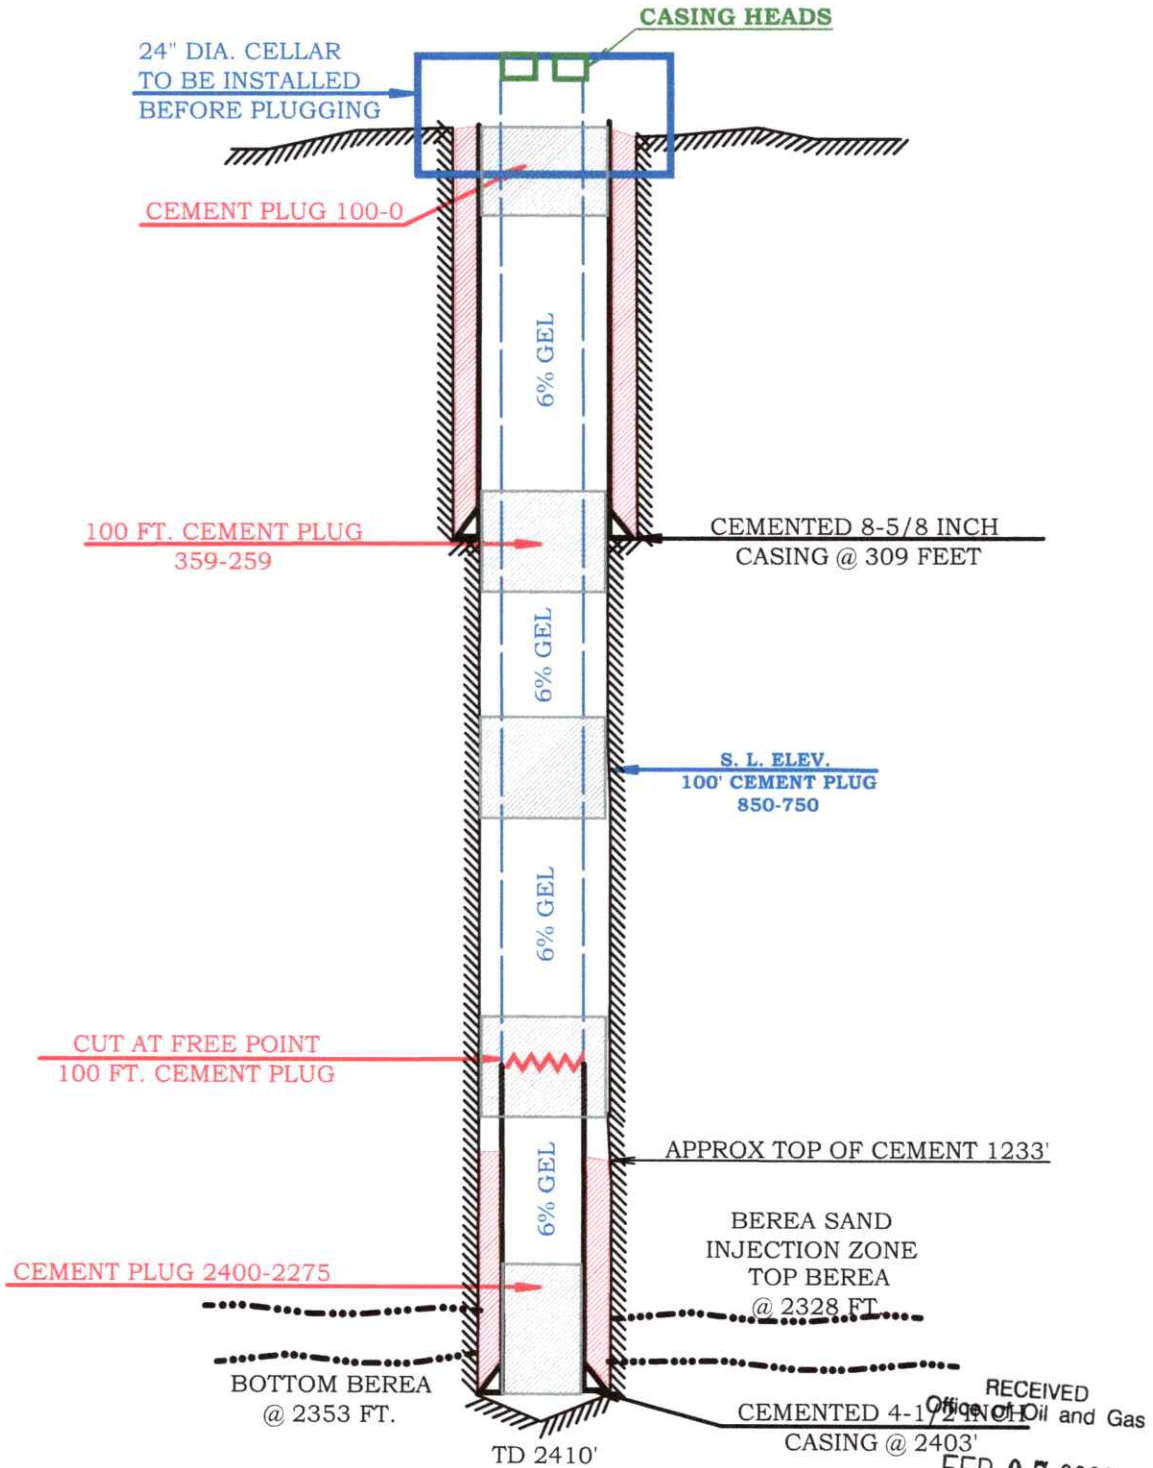 CASING HEADS
24" DIA. CELLAR
TO BE INSTALLED
BEFORE PLUGGING
CEMENT PLUG 100-0
6% GEL
100 FT. CEMENT PLUG
359-259
CEMENTED 8-5/8 INCH
CASING @ 309 FEET
6% GEL
S. L. ELEV.
100' CEMENT PLUG
850-750
6% GEL
CUT AT FREE POINT
100 FT. CEMENT PLUG
APPROX TOP OF CEMENT 1233'
6% GEL
BEREA SAND
INJECTION ZONE
TOP BEREA
@ 2328 FT
CEMENT PLUG 2400-2275
BOTTOM BEREA
@ 2353 FT.
CEMENTED 4-1/2 INCH
CASING @ 2403'
TD 2410'
RECEIVED
Office of Oil and Gas
FEB